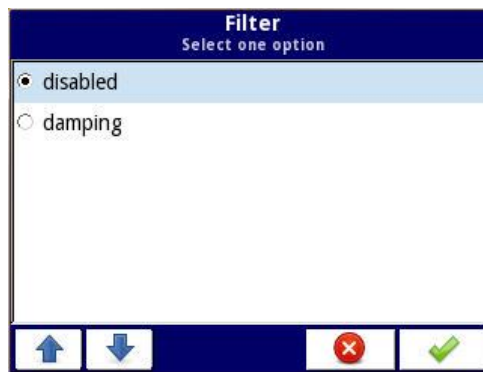 Filter
Select one option
disabled
damping